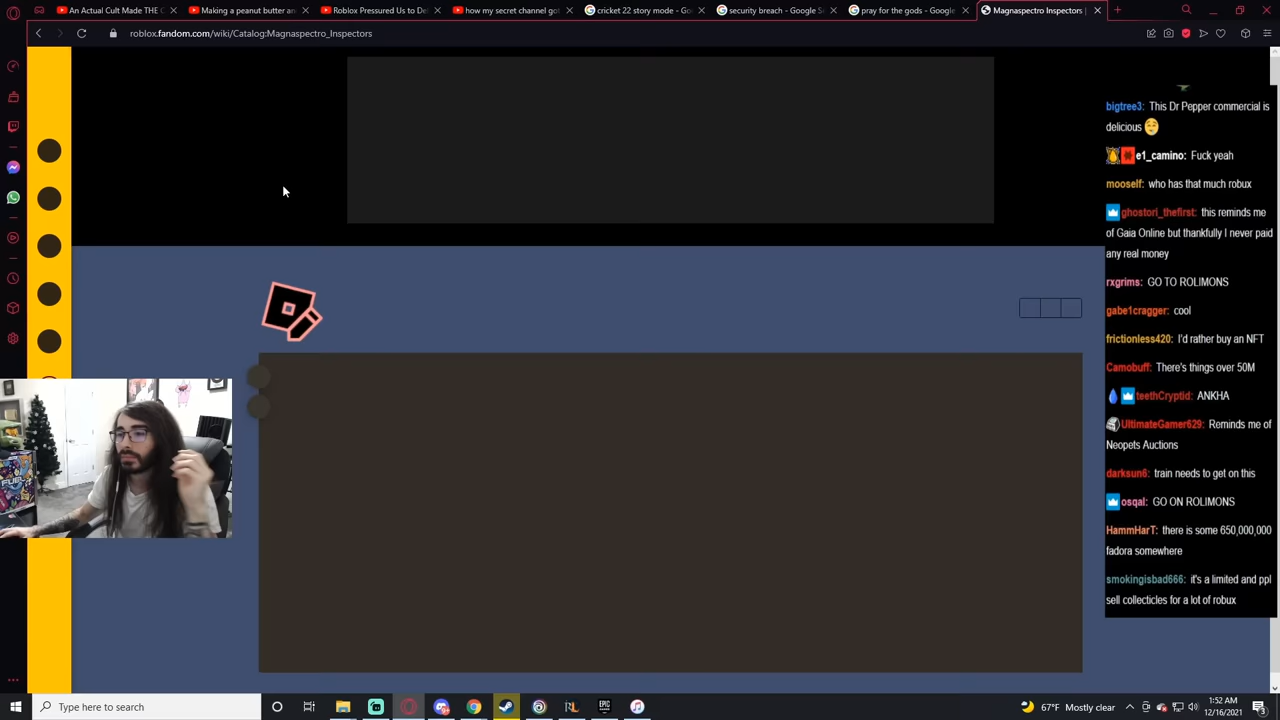 An Actual Cult Made THE C
Making a peanut butter an
Roblox Pressured Us to De
how my secret channel got
cricket 22 story mode - Go
security breach - Google Se
pray for the gods - Google
Magnaspectro Inspectors |
roblox.fandom.com/wiki/Catalog:Magnaspectro_Inspectors
bigtree3: This Dr Pepper commercial is
delicious
e1_camino: Fuck yeah
mooself: who has that much robux
ghostori_thefirst: this reminds me
of Gaia Online but thankfully I never paid
any real money
rxgrims: GO TO ROLIMONS
gabe1cragger: cool
frictionless420: I'd rather buy an NFT
Camobuff: There's things over 50M
teethCryptid: ANKHA
UltimateGamer629: Reminds me of
Neopets Auctions
darksun6: train needs to get on this
osqal: GO ON ROLIMONS
HammHarT: there is some 650,000,000
fadora somewhere
smokingisbad666: it's a limited and ppl
sell collecticles for a lot of robux
FUEL
Type here to search
67°F Mostly clear
1:52 AM
12/16/2021